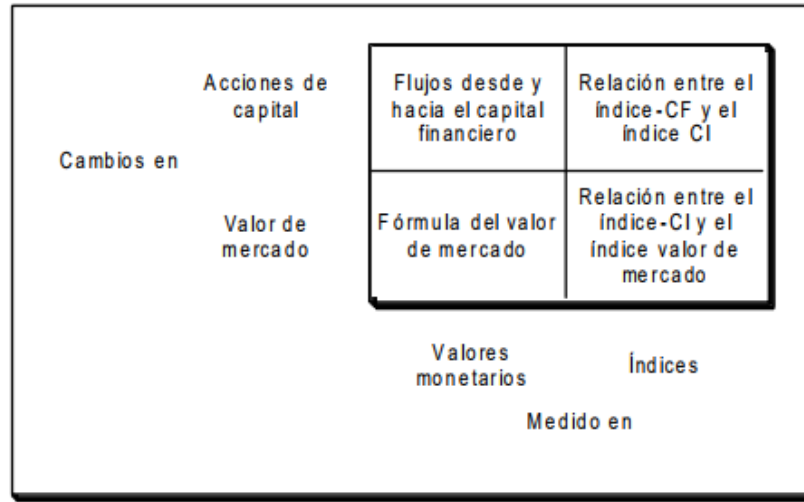 Acciones de
capital
Flujos desde y
hacia el capital
financiero
Relación entre el
índice-CF y el
índice CI
Cambios en
Valor de
mercado
Fórmula del valor
de mercado
Relación entre el
índice-CI y el
índice valor de
mercado
Valores
monetarios
Índices
Medido en